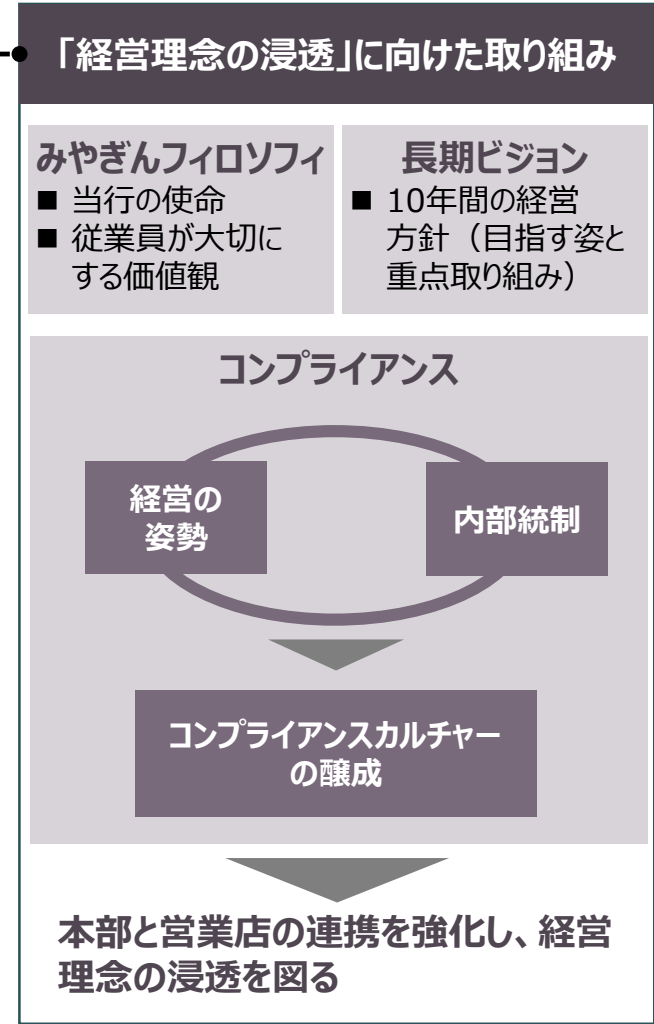 「経営理念の浸透」に向けた取り組み
みやぎんフィロソフィ
■ 当行の使命
■ 従業員が大切に
する価値観
長期ビジョン
■ 10年間の経営
方針（目指す姿と
重点取り組み）
コンプライアンス
経営の
姿勢
内部統制
コンプライアンスカルチャー
の醸成
本部と営業店の連携を強化し、経営
理念の浸透を図る